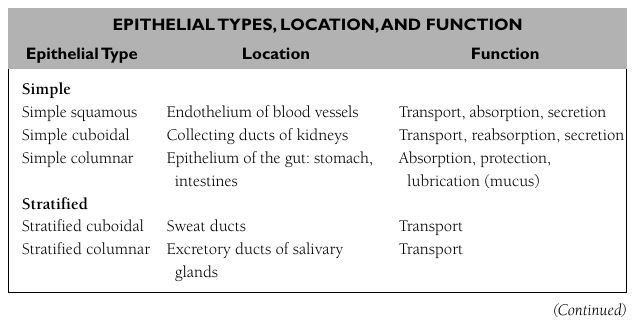 EPITHELIAL TYPES, LOCATION, AND FUNCTION
Epithelial Type Location Function
Simple
Simple squamous Endothelium of blood vessels Transport, absorption, secretion
Simple cuboidal Collecting ducts of kidneys Transport, reabsorption, secretion
Simple columnar Epithelium of the gut: stomach, Absorption, protection,
intestines lubrication (mucus)
Stratified
Stratified cuboidal Sweat ducts Transport
Stratified columnar Excretory ducts of salivary Transport
glands
(Continued)